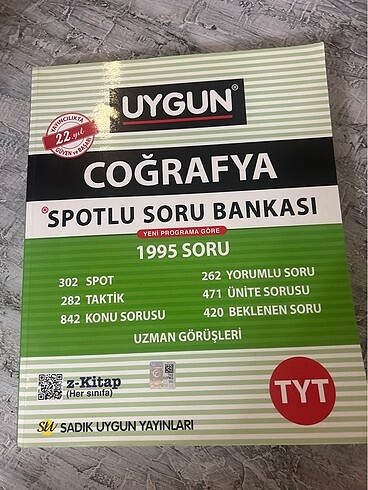 UYGUN®
YAYINCILIKTA
22. yıl
GÜVEN ve BAŞARI
COĞRAFYA
SPOTLU SORU BANKASI
YENİ PROGRAMA GÖRE
1995 SORU
302 SPOT
262 YORUMLU SORU
282 TAKTİK
471 ÜNİTE SORUSU
842 KONU SORUSU
420 BEKLENEN SORU
UZMAN GÖRÜŞLERİ
z-Kitap
(Her sınıfa)
TYT
SU SADIK UYGUN YAYINLARI